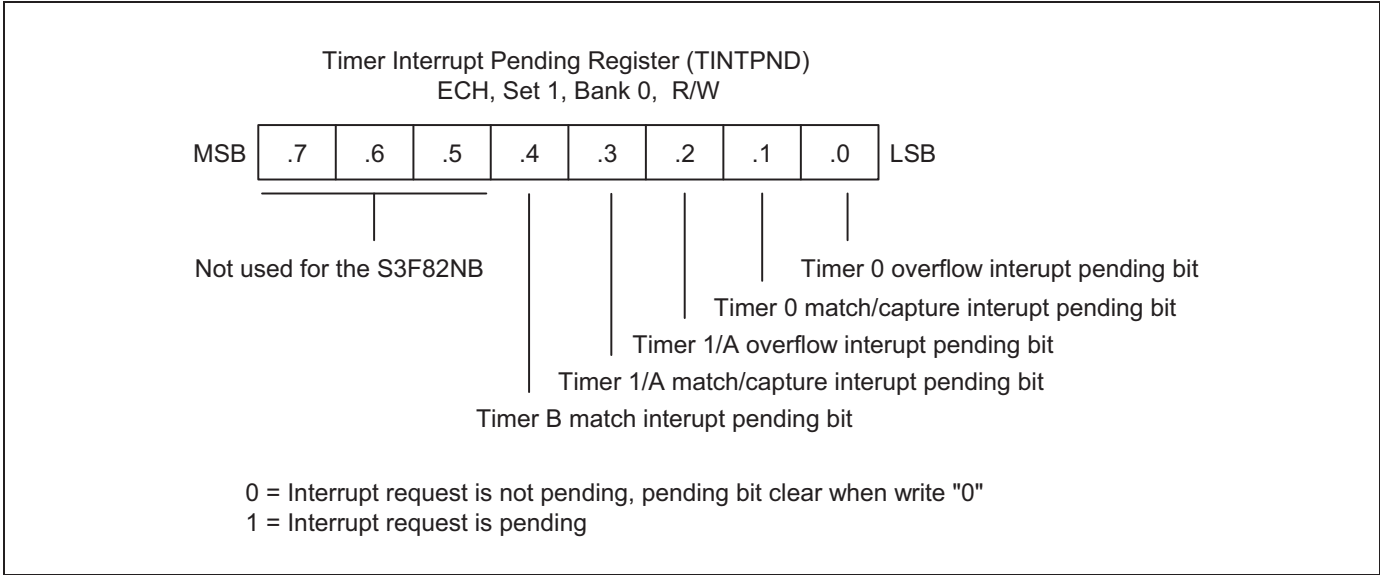 Timer Interrupt Pending Register (TINTPND)
ECH, Set 1, Bank 0, R/W
MSB .7 .6 .5 .4 .3 .2 .1 .0 LSB
Not used for the S3F82NB
Timer 0 overflow interupt pending bit
Timer 0 match/capture interupt pending bit
Timer 1/A overflow interupt pending bit
Timer 1/A match/capture interupt pending bit
Timer B match interupt pending bit
0 = Interrupt request is not pending, pending bit clear when write "0"
1 = Interrupt request is pending